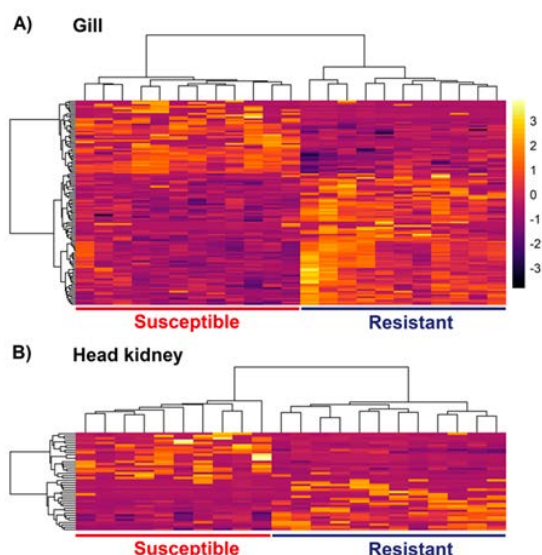 A) Gill
3
2
1
0
-1
-2
-3
Susceptible Resistant
B) Head kidney
Susceptible Resistant